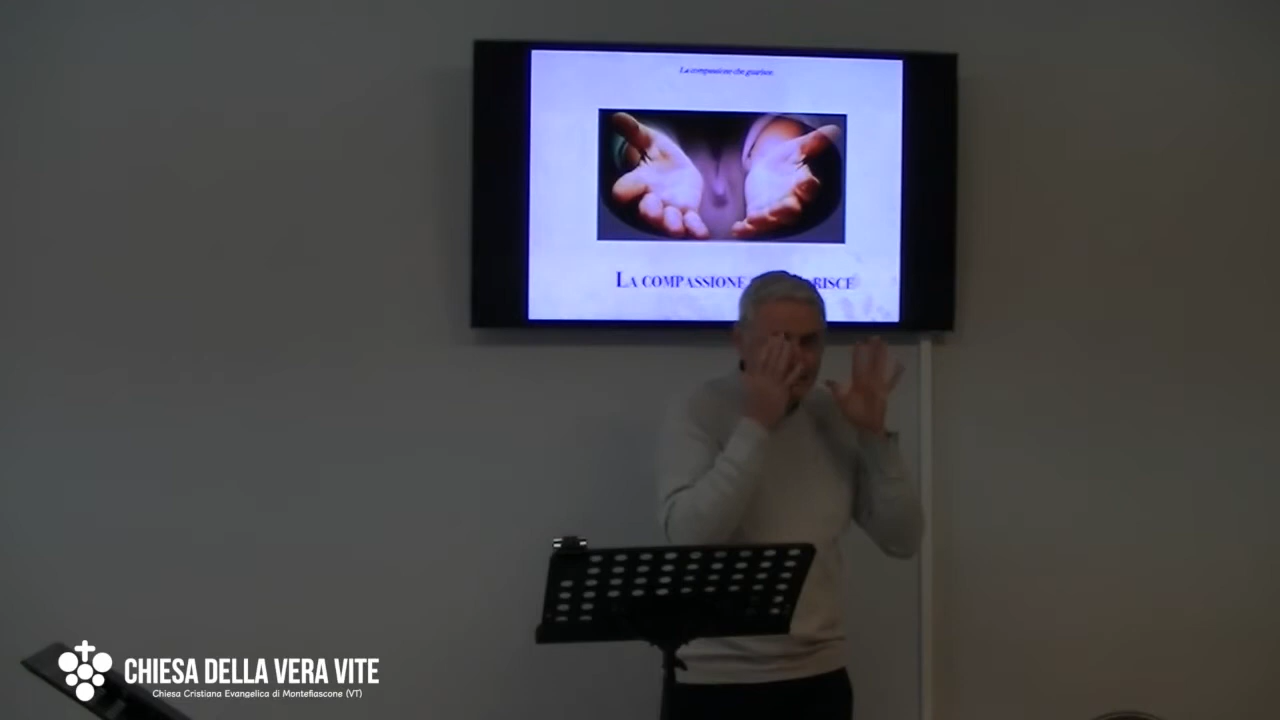 La compassione che guarisce
LA COMPASSIONE RISCE
CHIESA DELLA VERA VITE
Chiesa Cristiana Evangelica di Montefiascone (VT)